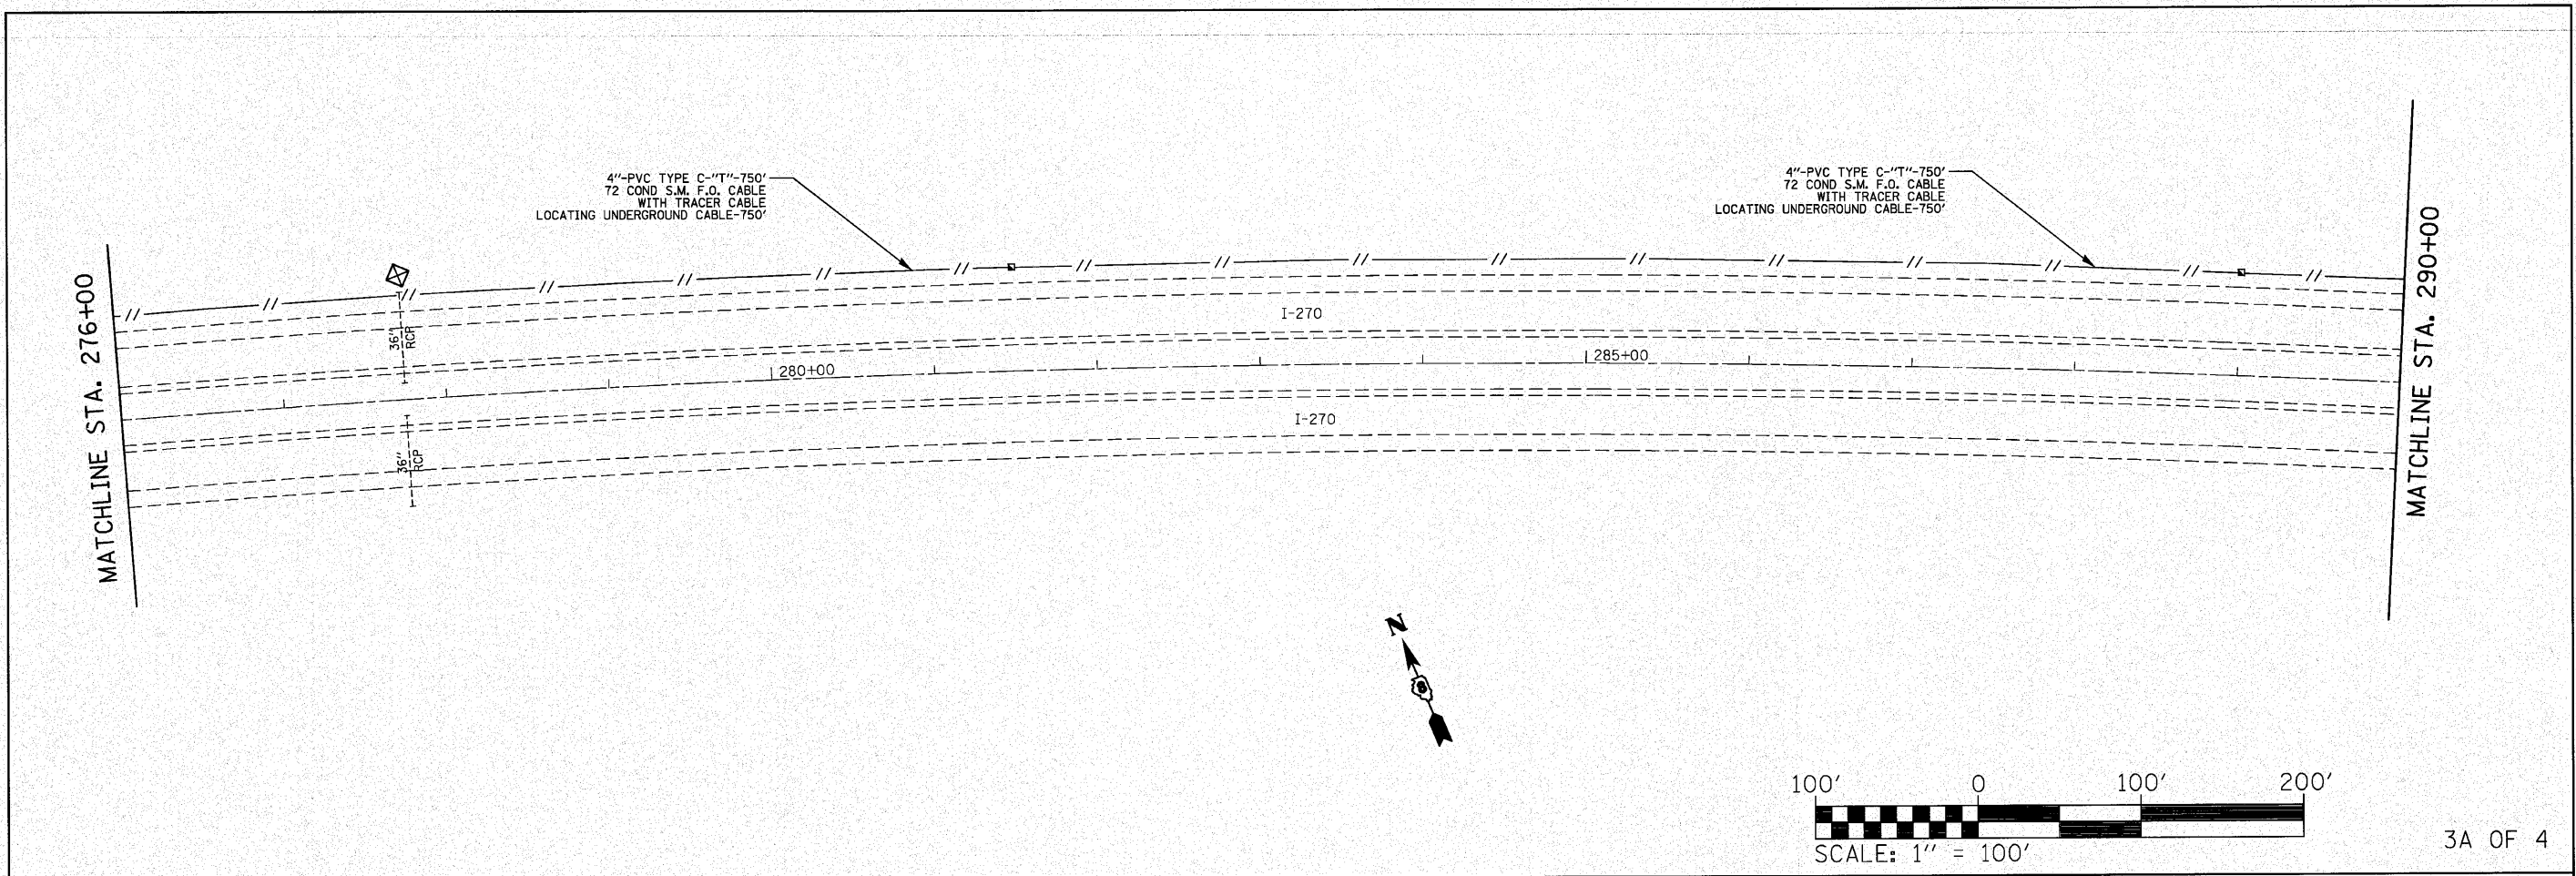 4"-PVC TYPE C-"T"-750'
72 COND S.M. F.O. CABLE
WITH TRACER CABLE
LOCATING UNDERGROUND CABLE-750'
4"-PVC TYPE C-"T"-750'
72 COND S.M. F.O. CABLE
WITH TRACER CABLE
LOCATING UNDERGROUND CABLE-750'
MATCHLINE STA. 276+00
MATCHLINE STA. 290+00
36"
RCP
I-270
280+00
285+00
36"
RCP
I-270
N
8
100' 0 100' 200'
SCALE: 1" = 100'
3A OF 4